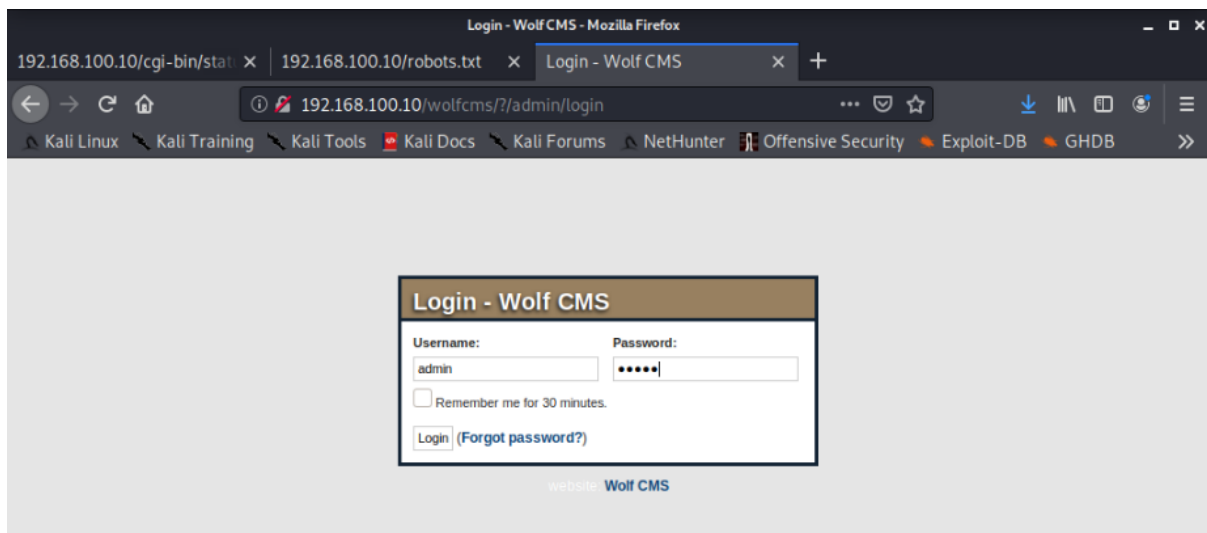 Login - Wolf CMS - Mozilla Firefox
192.168.100.10/cgi-bin/stat
192.168.100.10/robots.txt
Login - Wolf CMS
192.168.100.10/wolfcms/?/admin/login
Kali Linux Kali Training Kali Tools Kali Docs Kali Forums NetHunter Offensive Security Exploit-DB GHDB
Login - Wolf CMS
Username: Password:
admin •••••
Remember me for 30 minutes.
Login (Forgot password?)
website: Wolf CMS